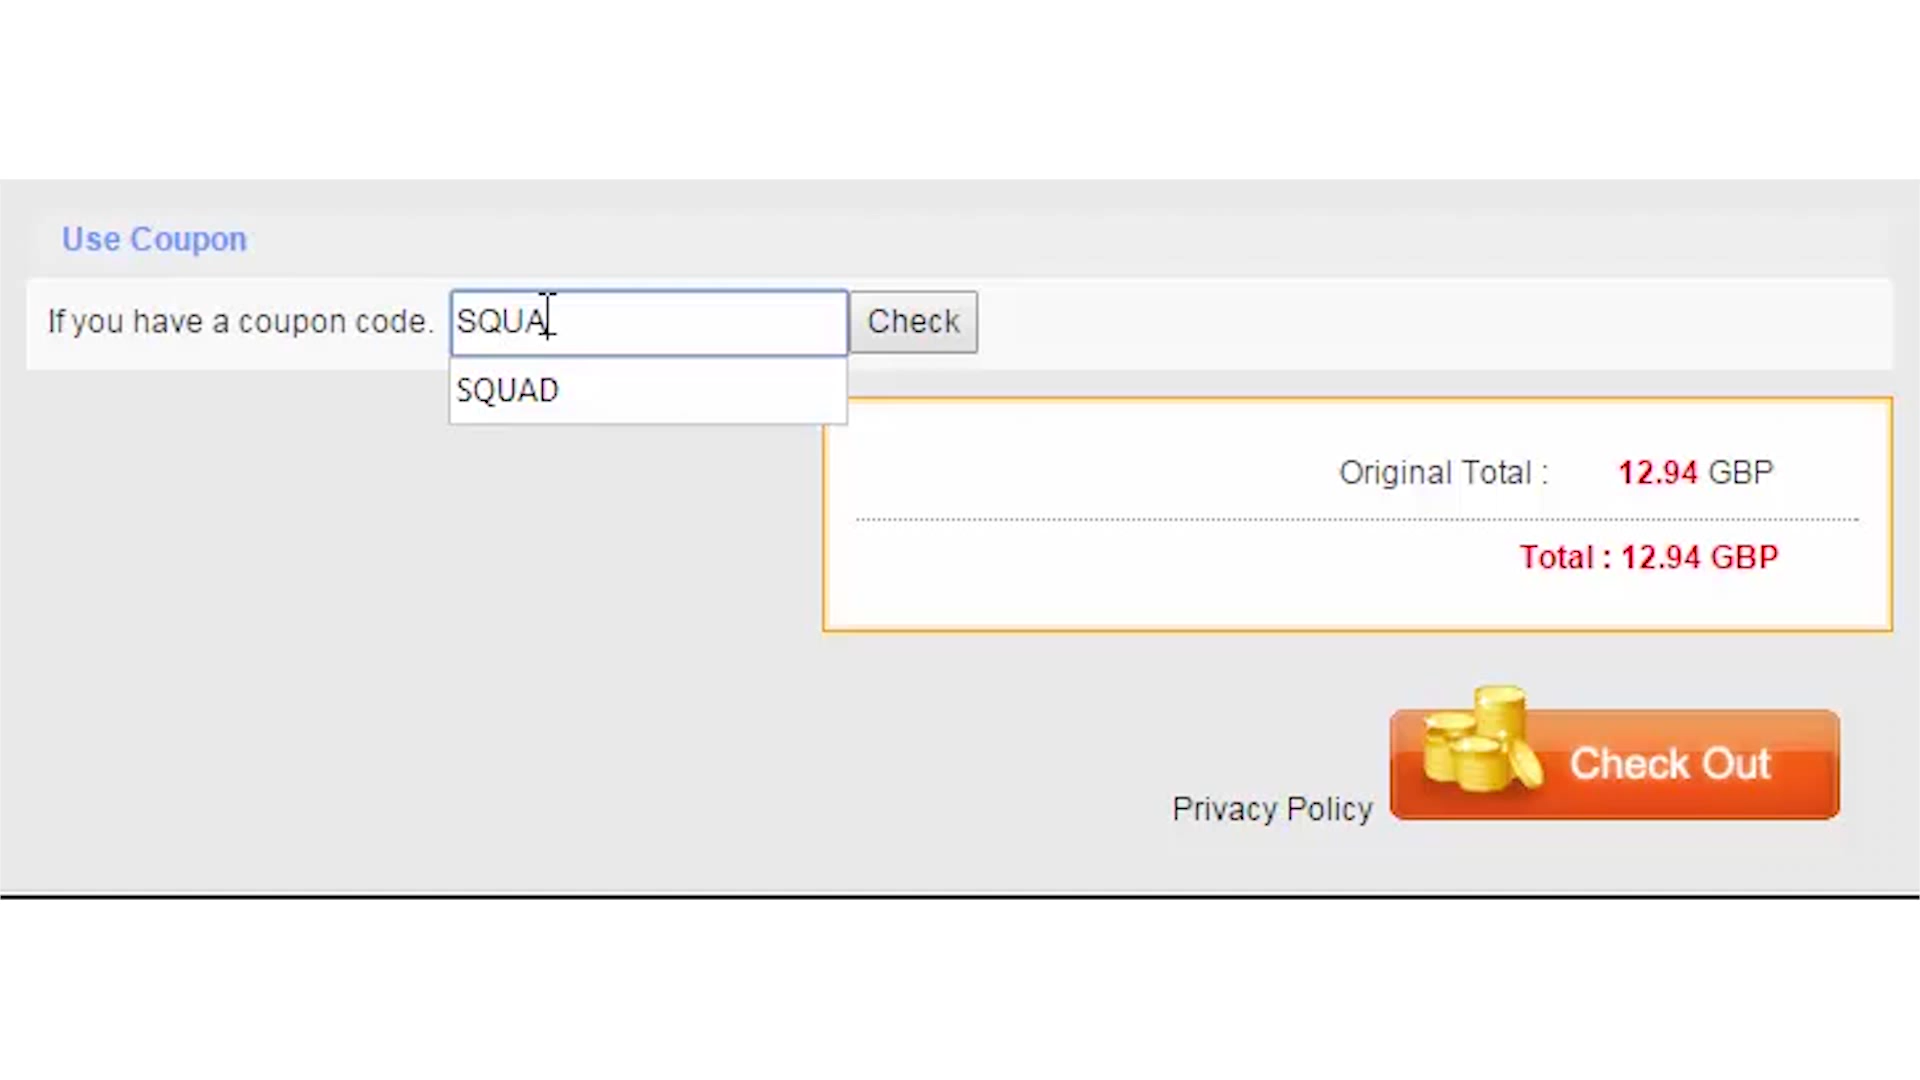 Use Coupon
If you have a coupon code. SQUA Check
SQUAD
Original Total : 12.94 GBP
Total : 12.94 GBP
Check Out
Privacy Policy